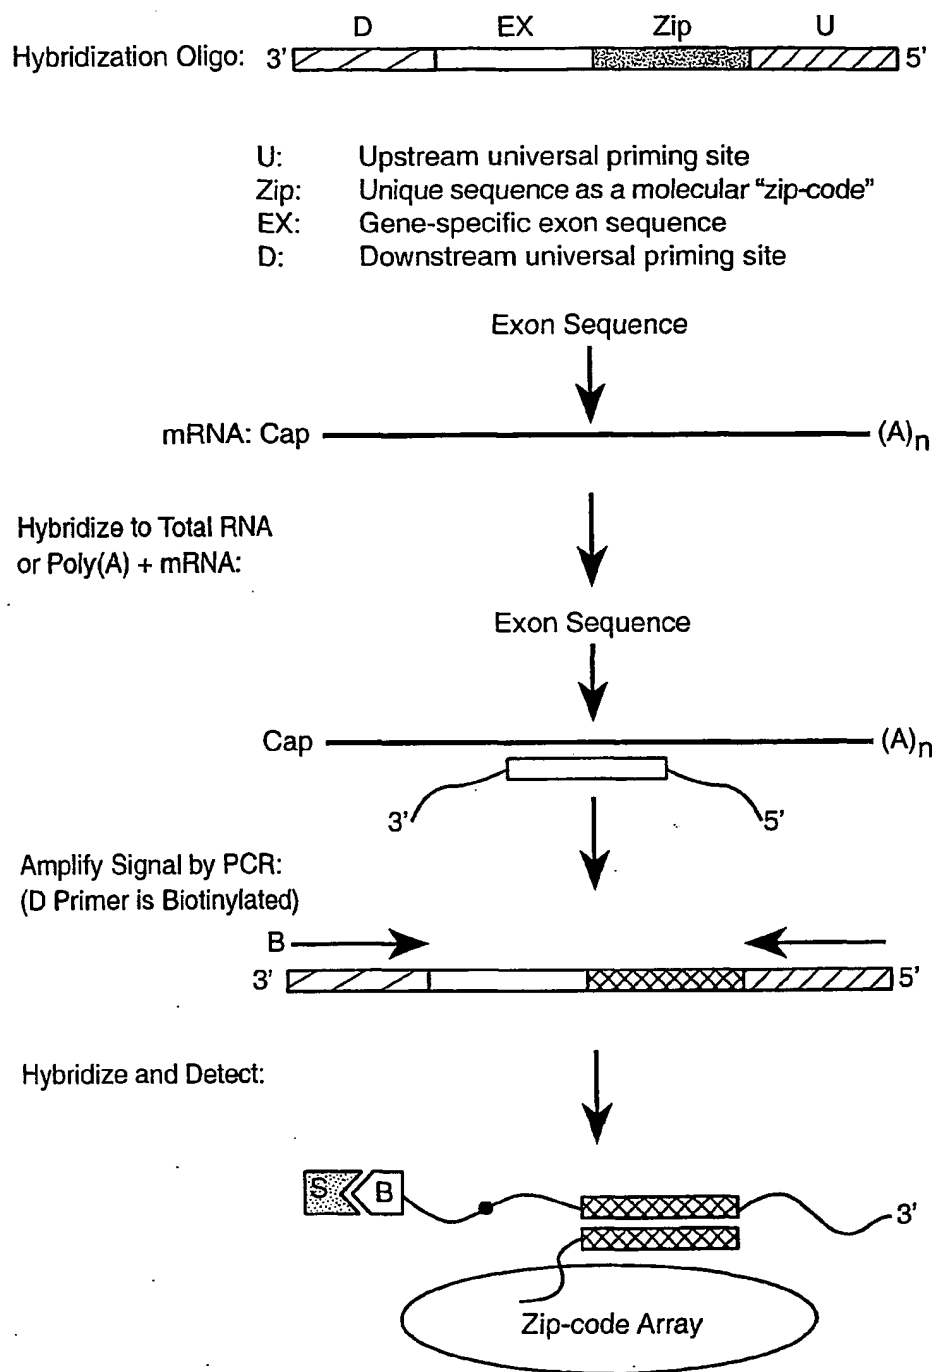 D EX Zip U
Hybridization Oligo: 3' 5'
U: Upstream universal priming site
Zip: Unique sequence as a molecular “zip-code”
EX: Gene-specific exon sequence
D: Downstream universal priming site
Exon Sequence
mRNA: Cap (A)n
Hybridize to Total RNA
or Poly(A) + mRNA:
Exon Sequence
Cap (A)n
3' 5'
Amplify Signal by PCR:
(D Primer is Biotinylated)
B
3' 5'
Hybridize and Detect:
S B
3'
Zip-code Array